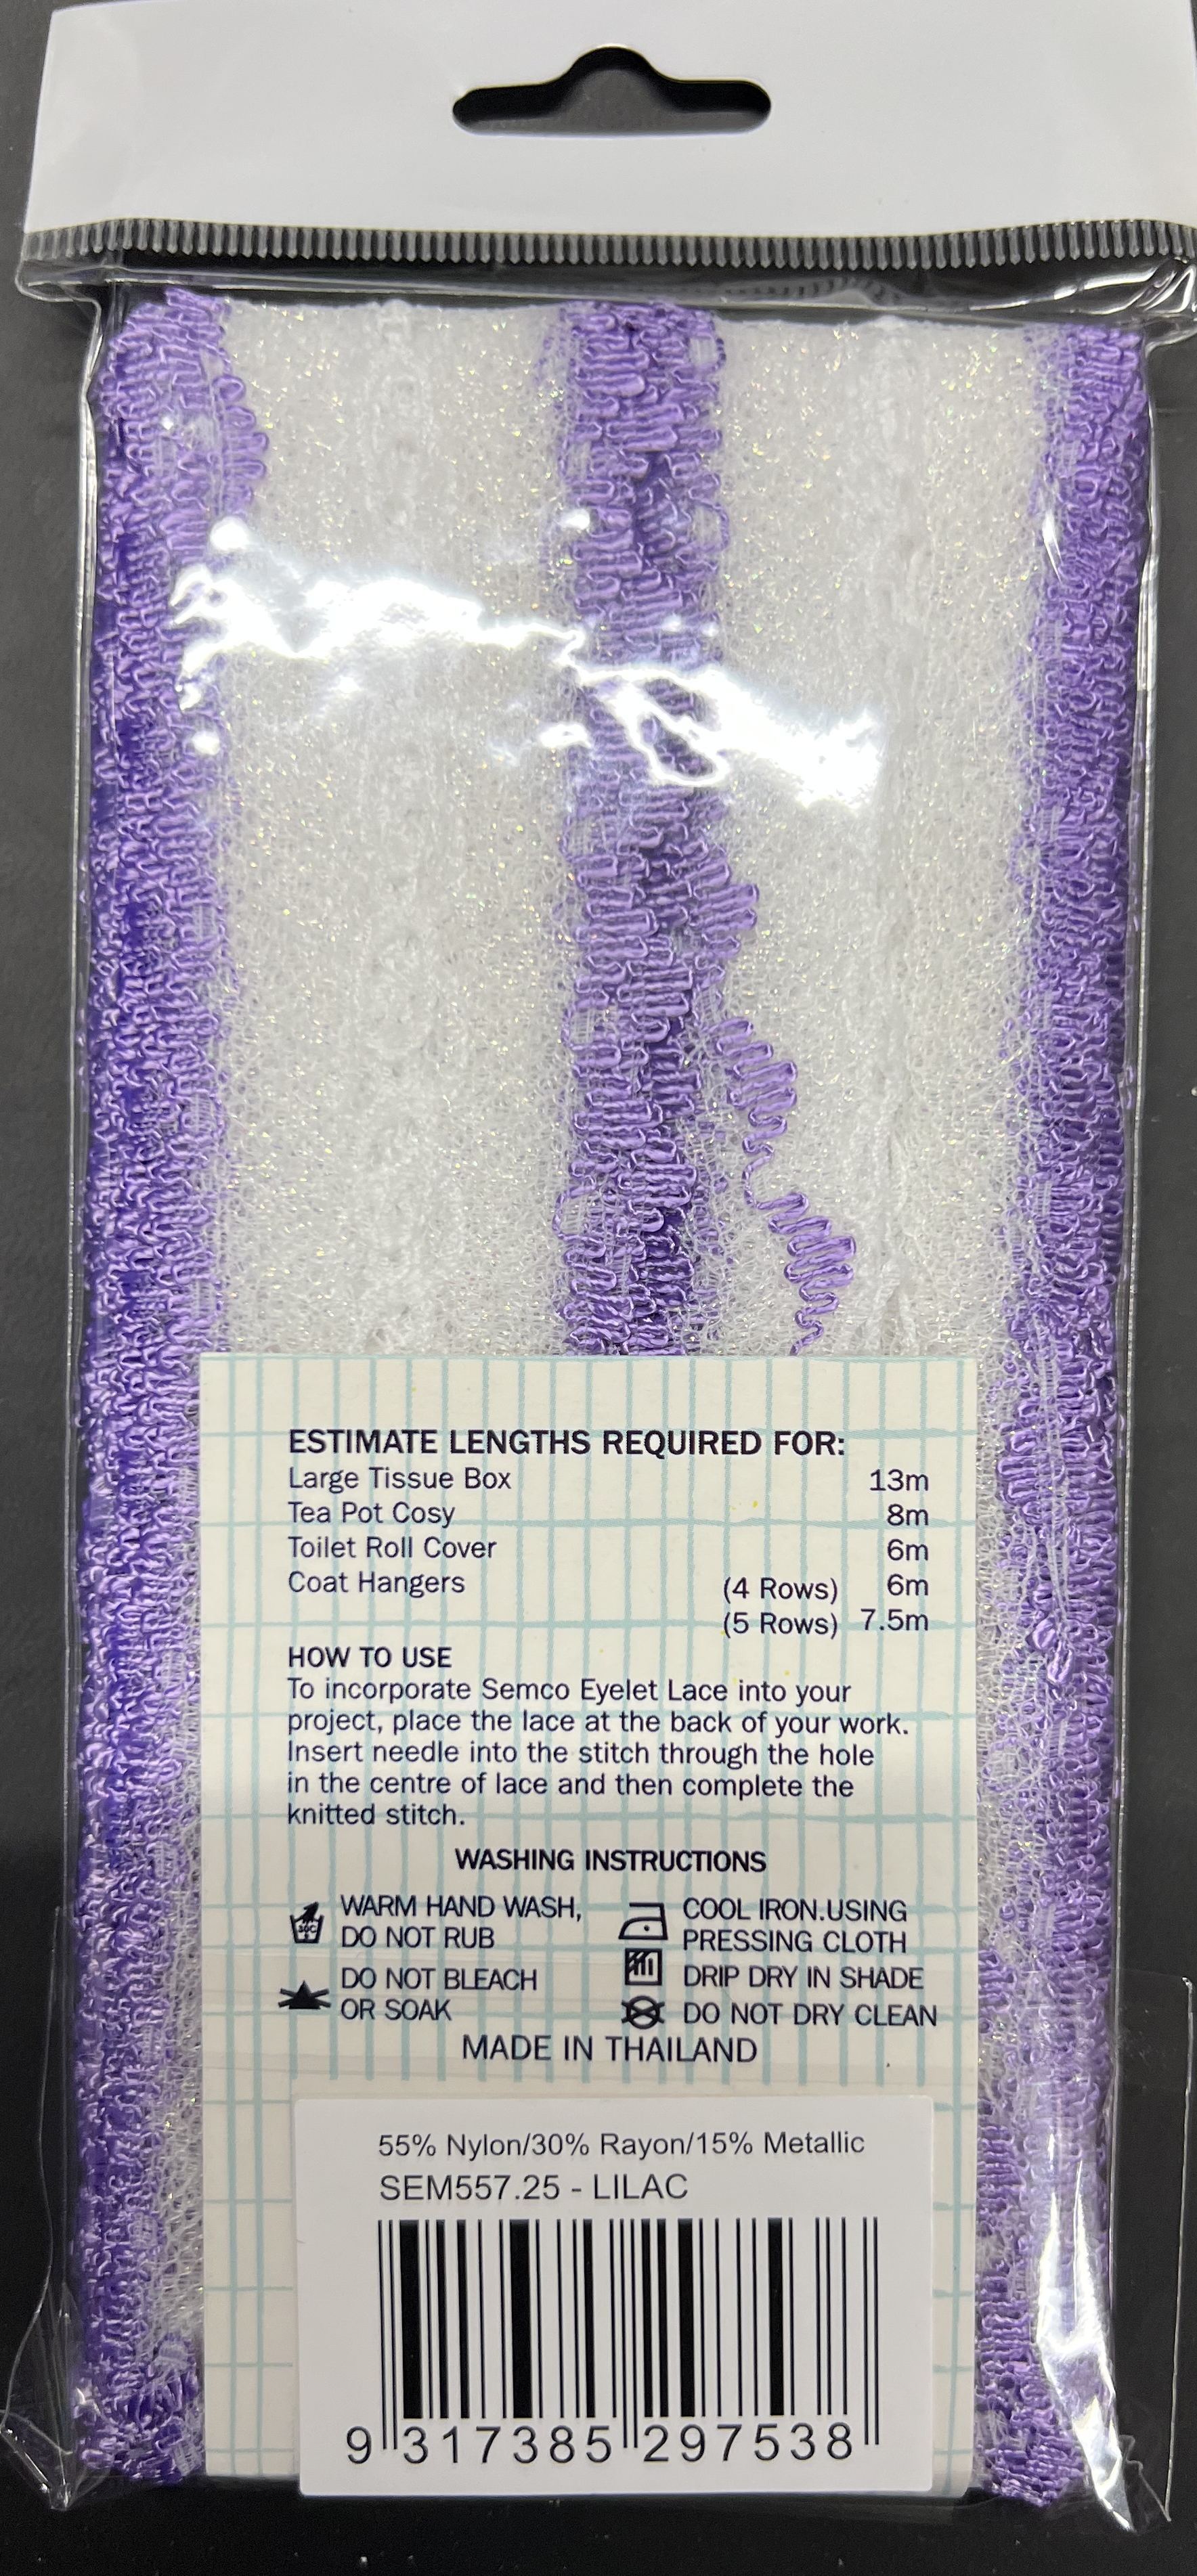 ESTIMATE LENGTHS REQUIRED FOR:
Large Tissue Box 13m
Tea Pot Cosy 8m
Toilet Roll Cover 6m
Coat Hangers (4 Rows) 6m
(5 Rows) 7.5m
HOW TO USE
To incorporate Semco Eyelet Lace into your
project, place the lace at the back of your work.
Insert needle into the stitch through the hole
in the centre of lace and then complete the
knitted stitch.
WASHING INSTRUCTIONS
WARM HAND WASH,
DO NOT RUB
DO NOT BLEACH
OR SOAK
COOL IRON.USING
PRESSING CLOTH
DRIP DRY IN SHADE
DO NOT DRY CLEAN
MADE IN THAILAND
55% Nylon/30% Rayon/15% Metallic
SEM557.25 - LILAC
9 317385 297538